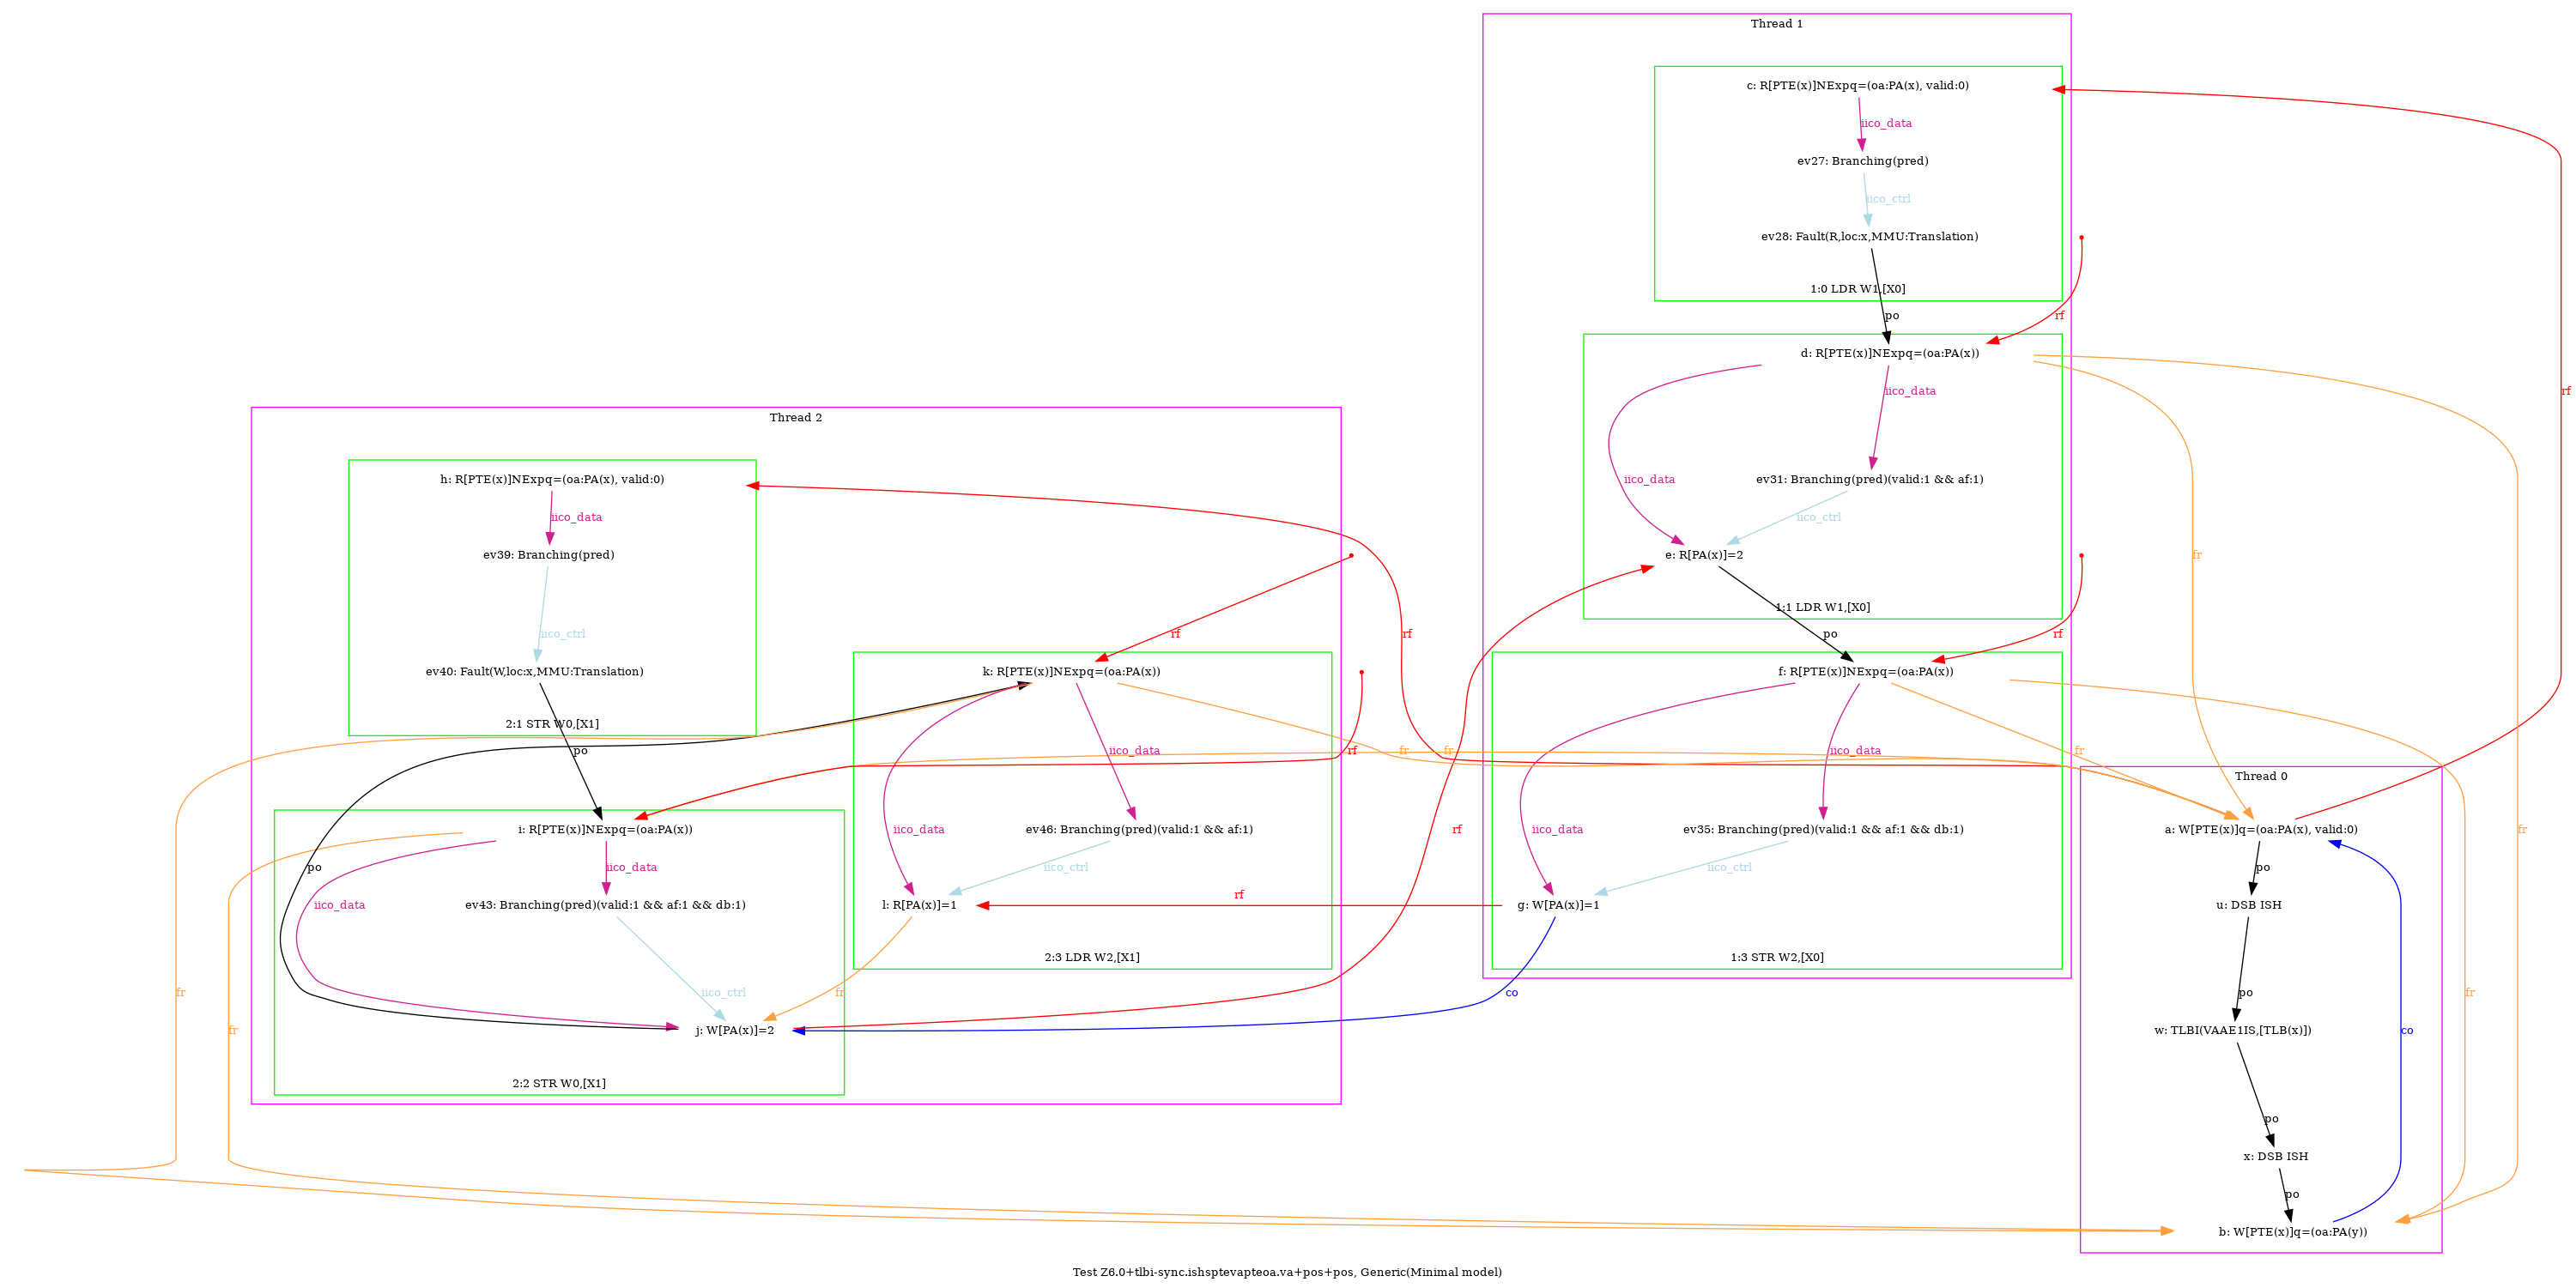 Thread 1
c: R[PTE(x)]NExpq=(oa:PA(x), valid:0)
iico_data
ev27: Branching(pred)
iico_ctrl
ev28: Fault(R,loc:x,MMU:Translation)
1:0 LDR W1,[X0]
po
rf
d: R[PTE(x)]NExpq=(oa:PA(x))
iico_data
rf
Thread 2
h: R[PTE(x)]NExpq=(oa:PA(x), valid:0)
iico_data
ev31: Branching(pred)(valid:1 && af:1)
iico_data
iico_ctrl
ev39: Branching(pred)
e: R[PA(x)]=2
fr
1:1 LDR W1,[X0]
iico_ctrl
rf
rf
po
rf
ev40: Fault(W,loc:x,MMU:Translation)
k: R[PTE(x)]NExpq=(oa:PA(x))
f: R[PTE(x)]NExpq=(oa:PA(x))
2:1 STR W0,[X1]
po
iico_data
rf
fr
fr
iico_data
fr
Thread 0
i: R[PTE(x)]NExpq=(oa:PA(x))
iico_data
ev46: Branching(pred)(valid:1 && af:1)
rf
iico_data
ev35: Branching(pred)(valid:1 && af:1 && db:1)
a: W[PTE(x)]q=(oa:PA(x), valid:0)
fr
po
iico_data
iico_ctrl
iico_ctrl
po
iico_data
ev43: Branching(pred)(valid:1 && af:1 && db:1)
l: R[PA(x)]=1
rf
g: W[PA(x)]=1
u: DSB ISH
2:3 LDR W2,[X1]
1:3 STR W2,[X0]
fr
fr
iico_ctrl
fr
co
po
fr
j: W[PA(x)]=2
w: TLBI(VAAE1IS,[TLB(x)])
co
2:2 STR W0,[X1]
po
x: DSB ISH
po
b: W[PTE(x)]q=(oa:PA(y))
Test Z6.0+tlbi-sync.ishsptevapteoa.va+pos+pos, Generic(Minimal model)